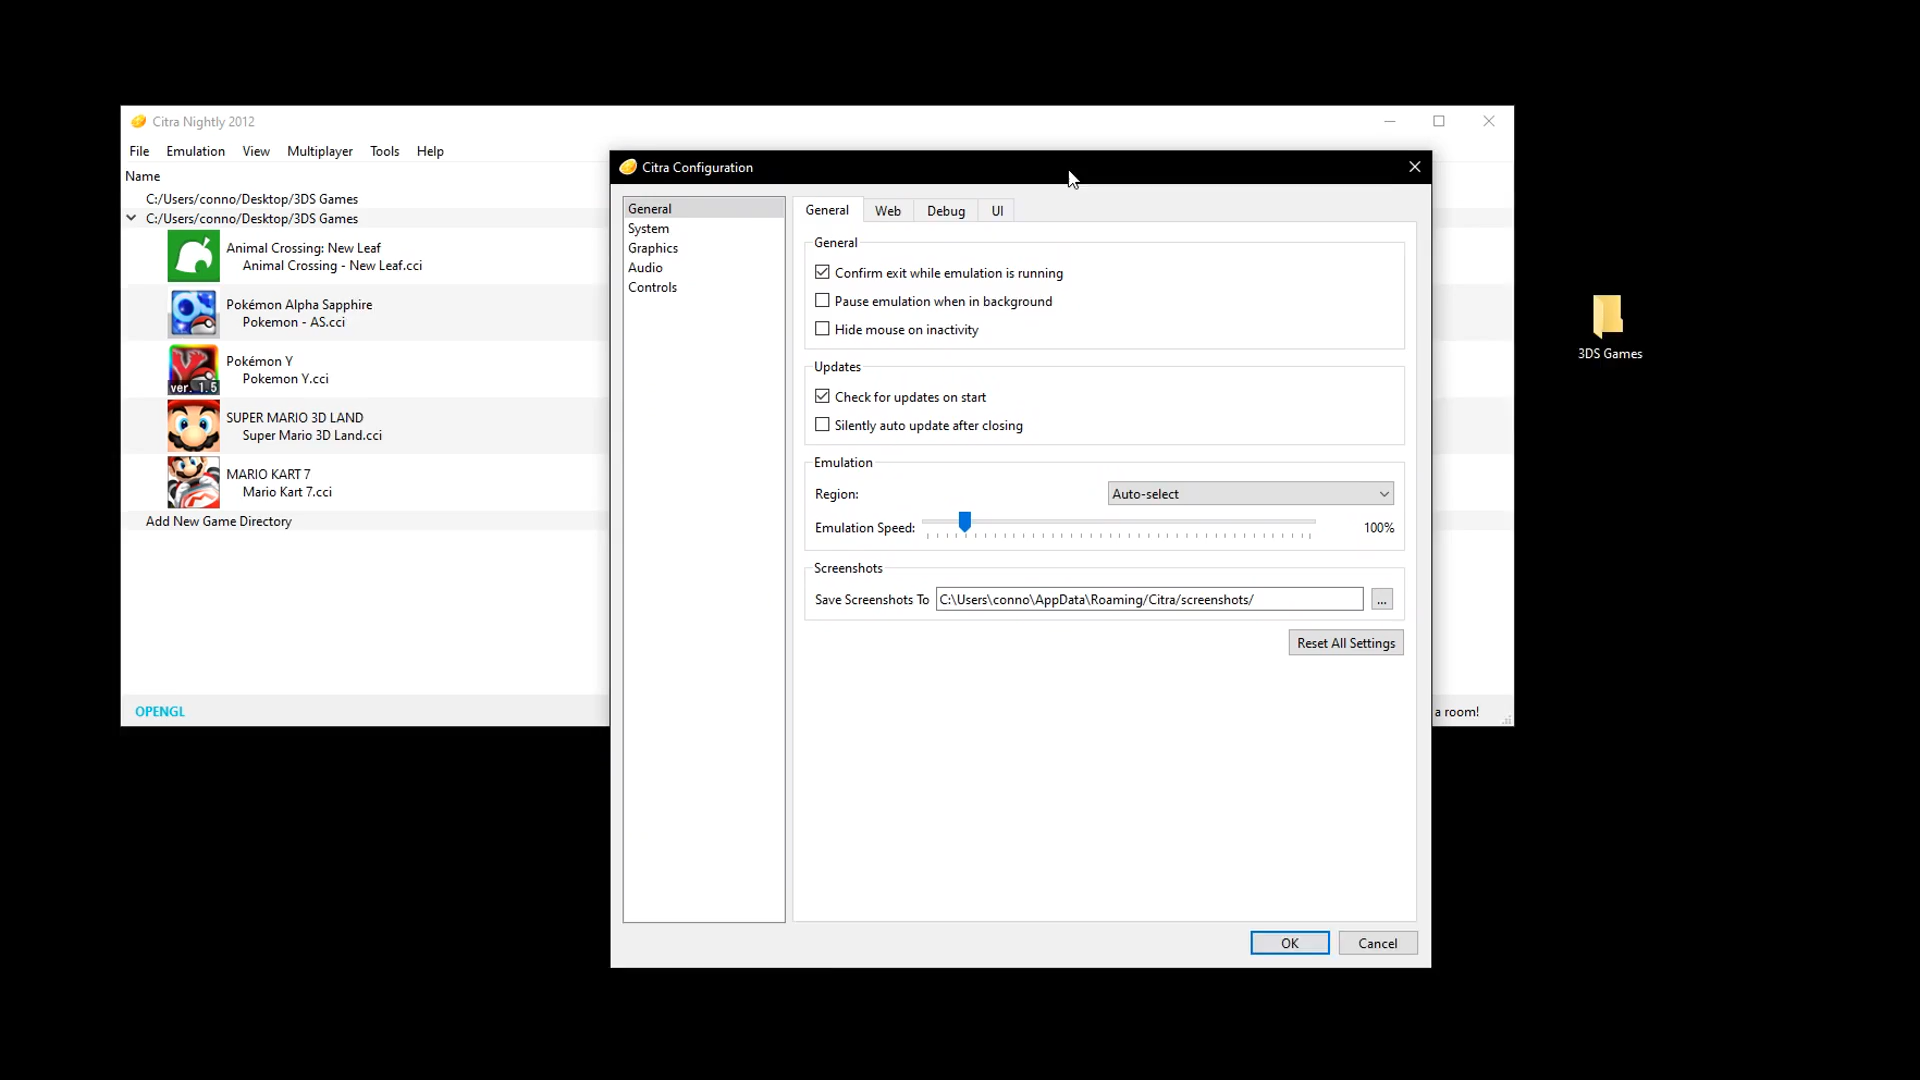 Citra Nightly 2012
File Emulation View Multiplayer Tools Help
Name
C:/Users/conno/Desktop/3DS Games
C:/Users/conno/Desktop/3DS Games
Animal Crossing: New Leaf
Animal Crossing - New Leaf.cci
Pokémon Alpha Sapphire
Pokemon - AS.cci
Pokémon Y
Pokemon Y.cci
ver. 1.5
SUPER MARIO 3D LAND
Super Mario 3D Land.cci
MARIO KART 7
Mario Kart 7.cci
Add New Game Directory
OPENGL
a room!
Citra Configuration
General
System
Graphics
Audio
Controls
General Web Debug UI
General
Confirm exit while emulation is running
Pause emulation when in background
Hide mouse on inactivity
Updates
Check for updates on start
Silently auto update after closing
Emulation
Region: Auto-select
Emulation Speed: 100%
Screenshots
Save Screenshots To C:\Users\conno\AppData\Roaming/Citra/screenshots/ ...
Reset All Settings
OK Cancel
3DS Games